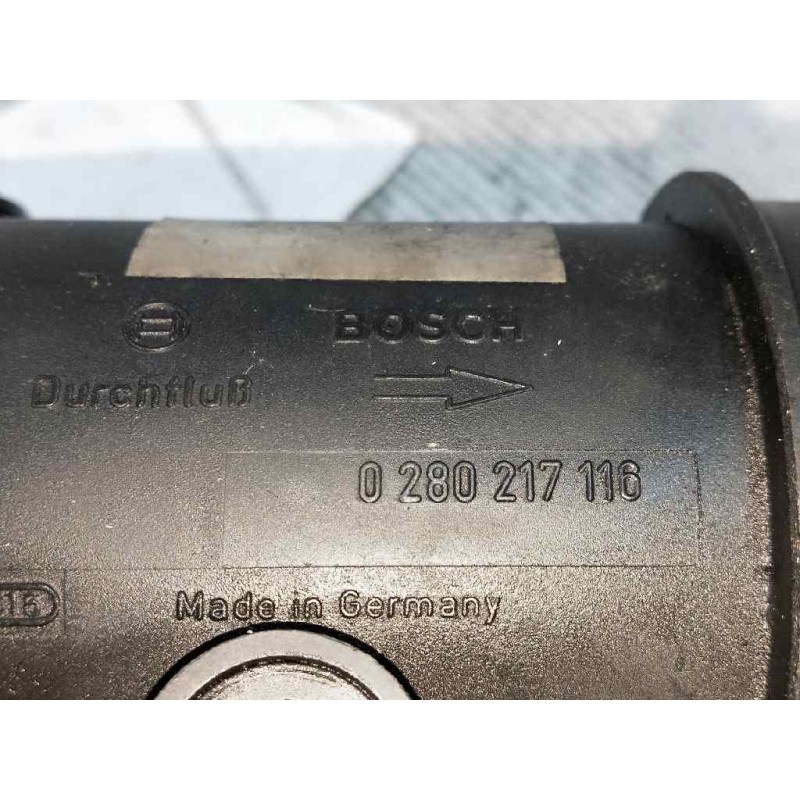 BOSCH
Durchfluß
0 280 217 116
Made in Germany